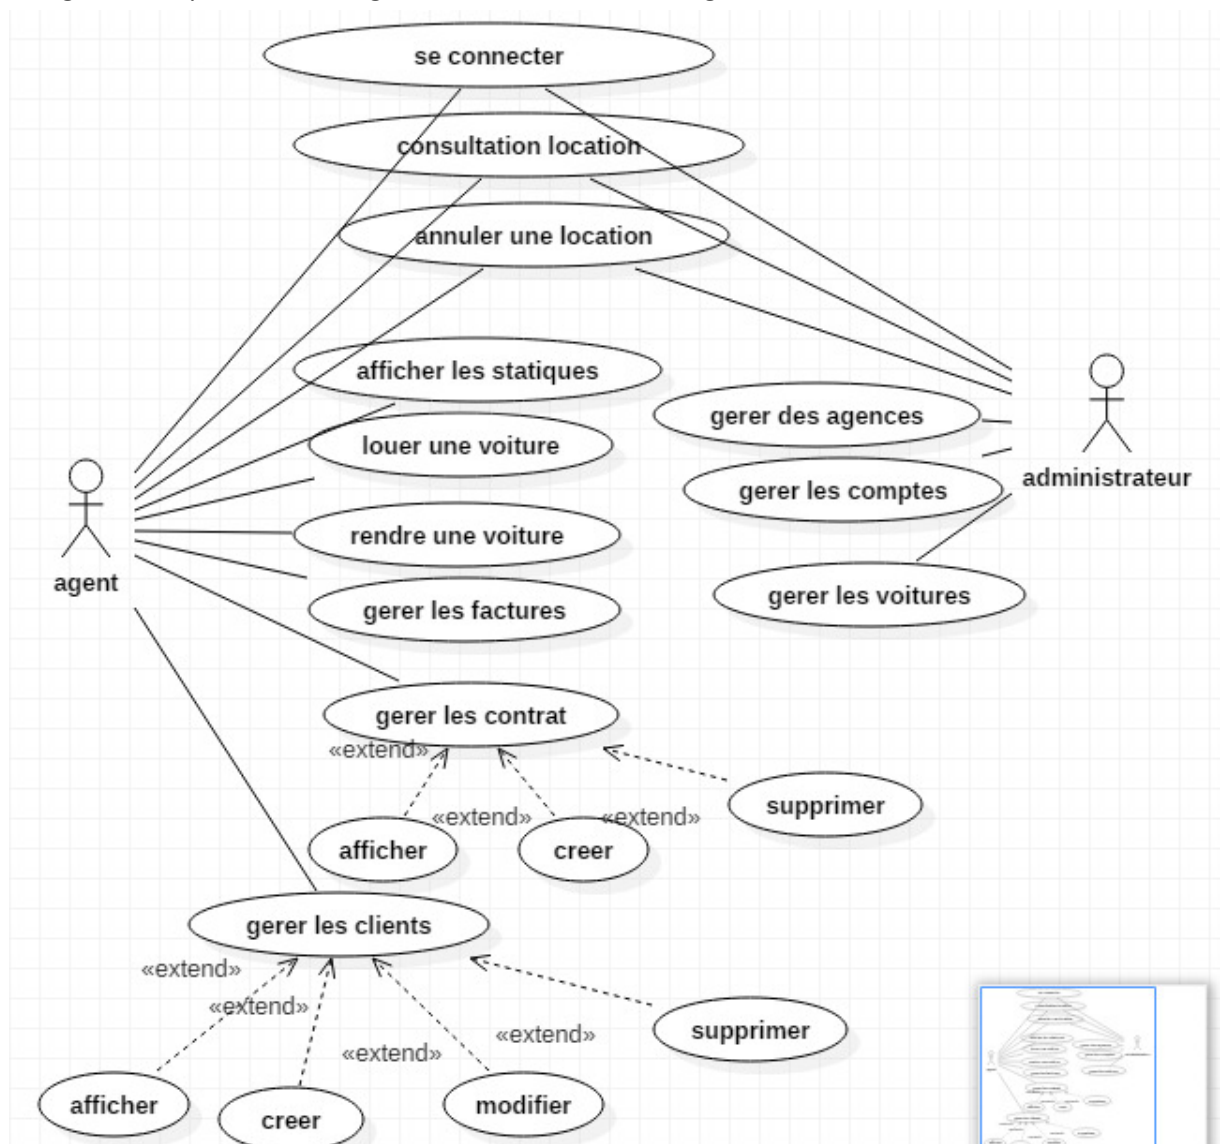 se connecter
consultation location
annuler une location
afficher les statiques
gerer des agences
louer une voiture
administrateur
gerer les comptes
rendre une voiture
agent
gerer les voitures
gerer les factures
gerer les contrat
«extend»
supprimer
«extend»
«extend»
afficher
creer
gerer les clients
«extend»
«extend»
supprimer
«extend»
«extend»
afficher
modifier
creer